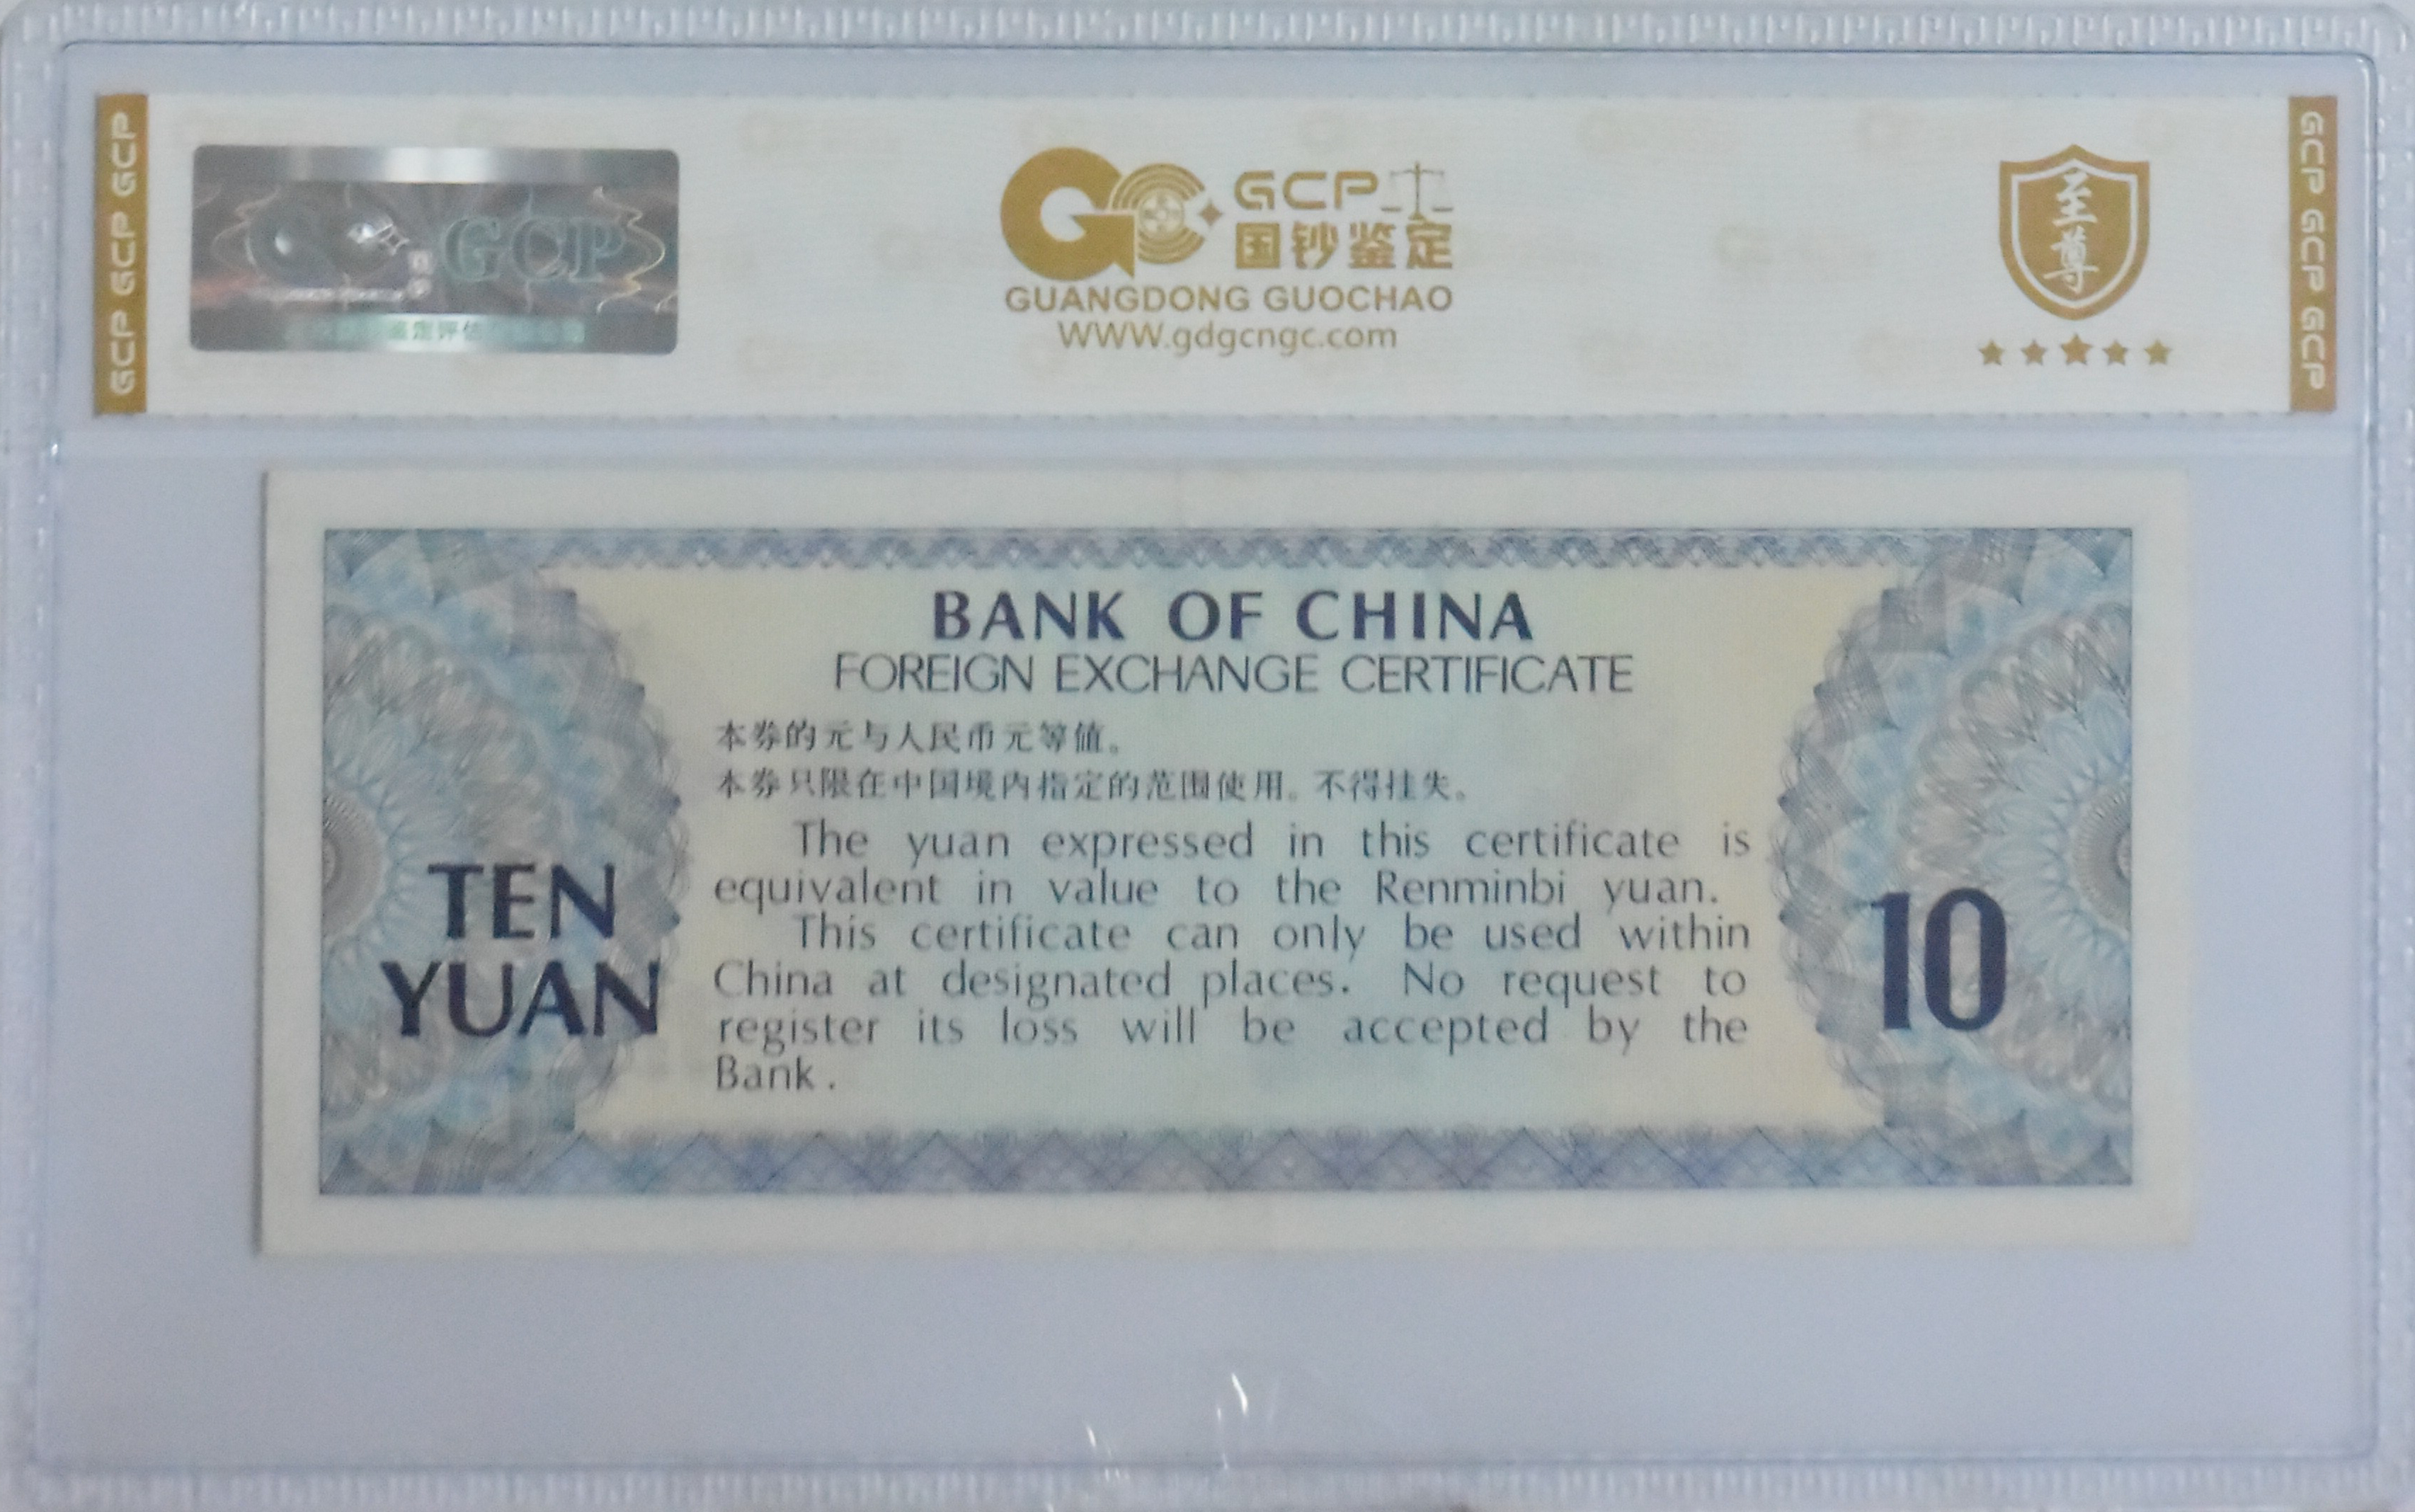 GCP GCP GCP
GCP
GCP
国钞鉴定
GUANGDONG GUOCHAO
WWW.gdgcngc.com
至尊
GCP GCP GCP
BANK OF CHINA
FOREIGN EXCHANGE CERTIFICATE
本券的元与人民币元等值。
本券只限在中国境内指定的范围使用。不得挂失。
The yuan expressed in this certificate is
equivalent in value to the Renminbi yuan.
This certificate can only be used within
China at designated places. No request to
register its loss will be accepted by the
Bank.
TEN
YUAN
10